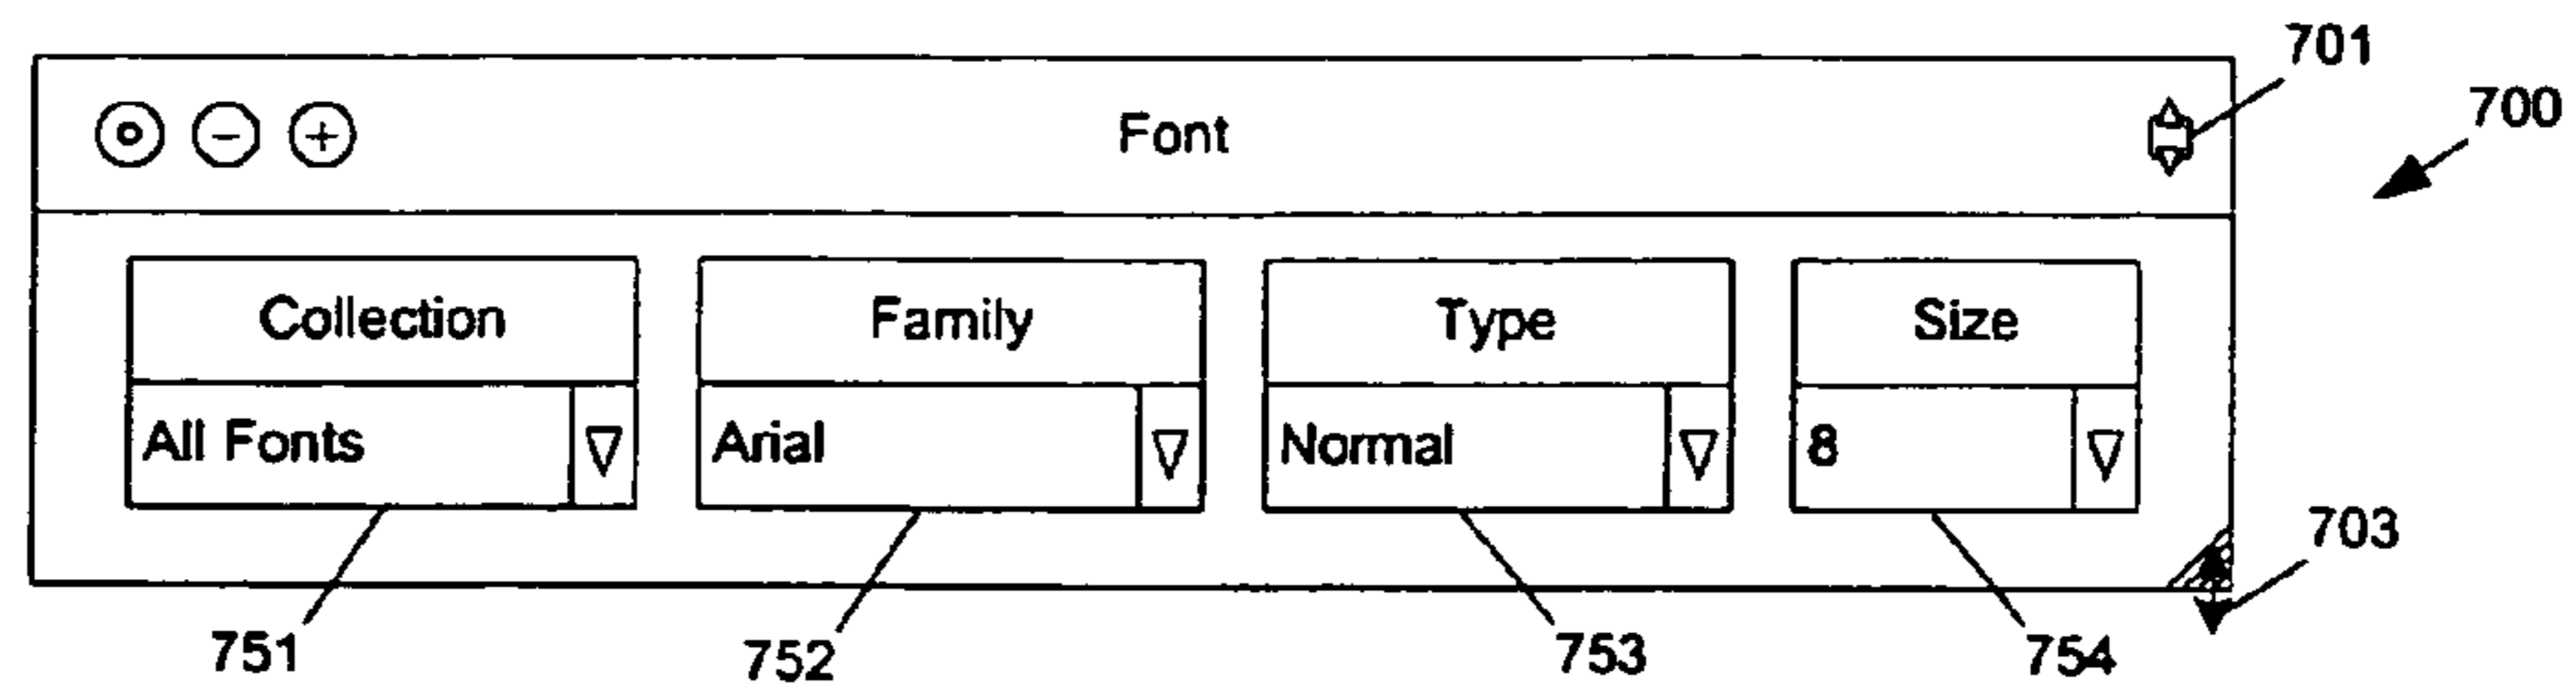 701
Font
700
Collection Family Type Size
All Fonts Arial Normal 8
703
751 752 753 754